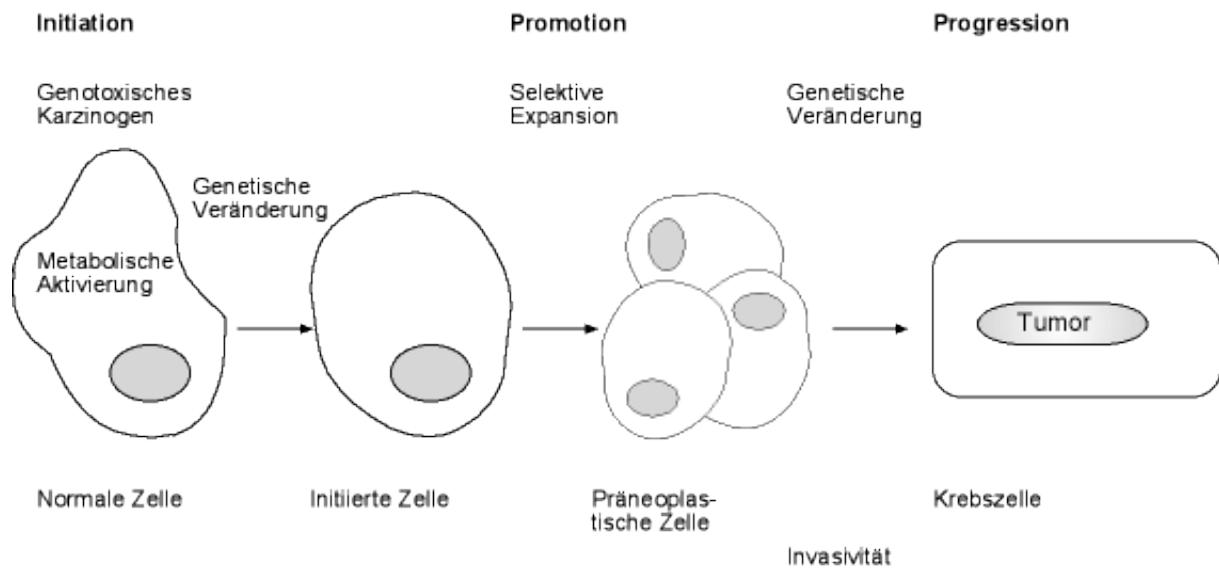 Initiation
Promotion
Progression
Genotoxisches
Karzinogen
Selektive
Expansion
Genetische
Veränderung
Genetische
Veränderung
Metabolische
Aktivierung
Tumor
Normale Zelle
Initiierte Zelle
Präneoplas-
tische Zelle
Krebszelle
Invasivität